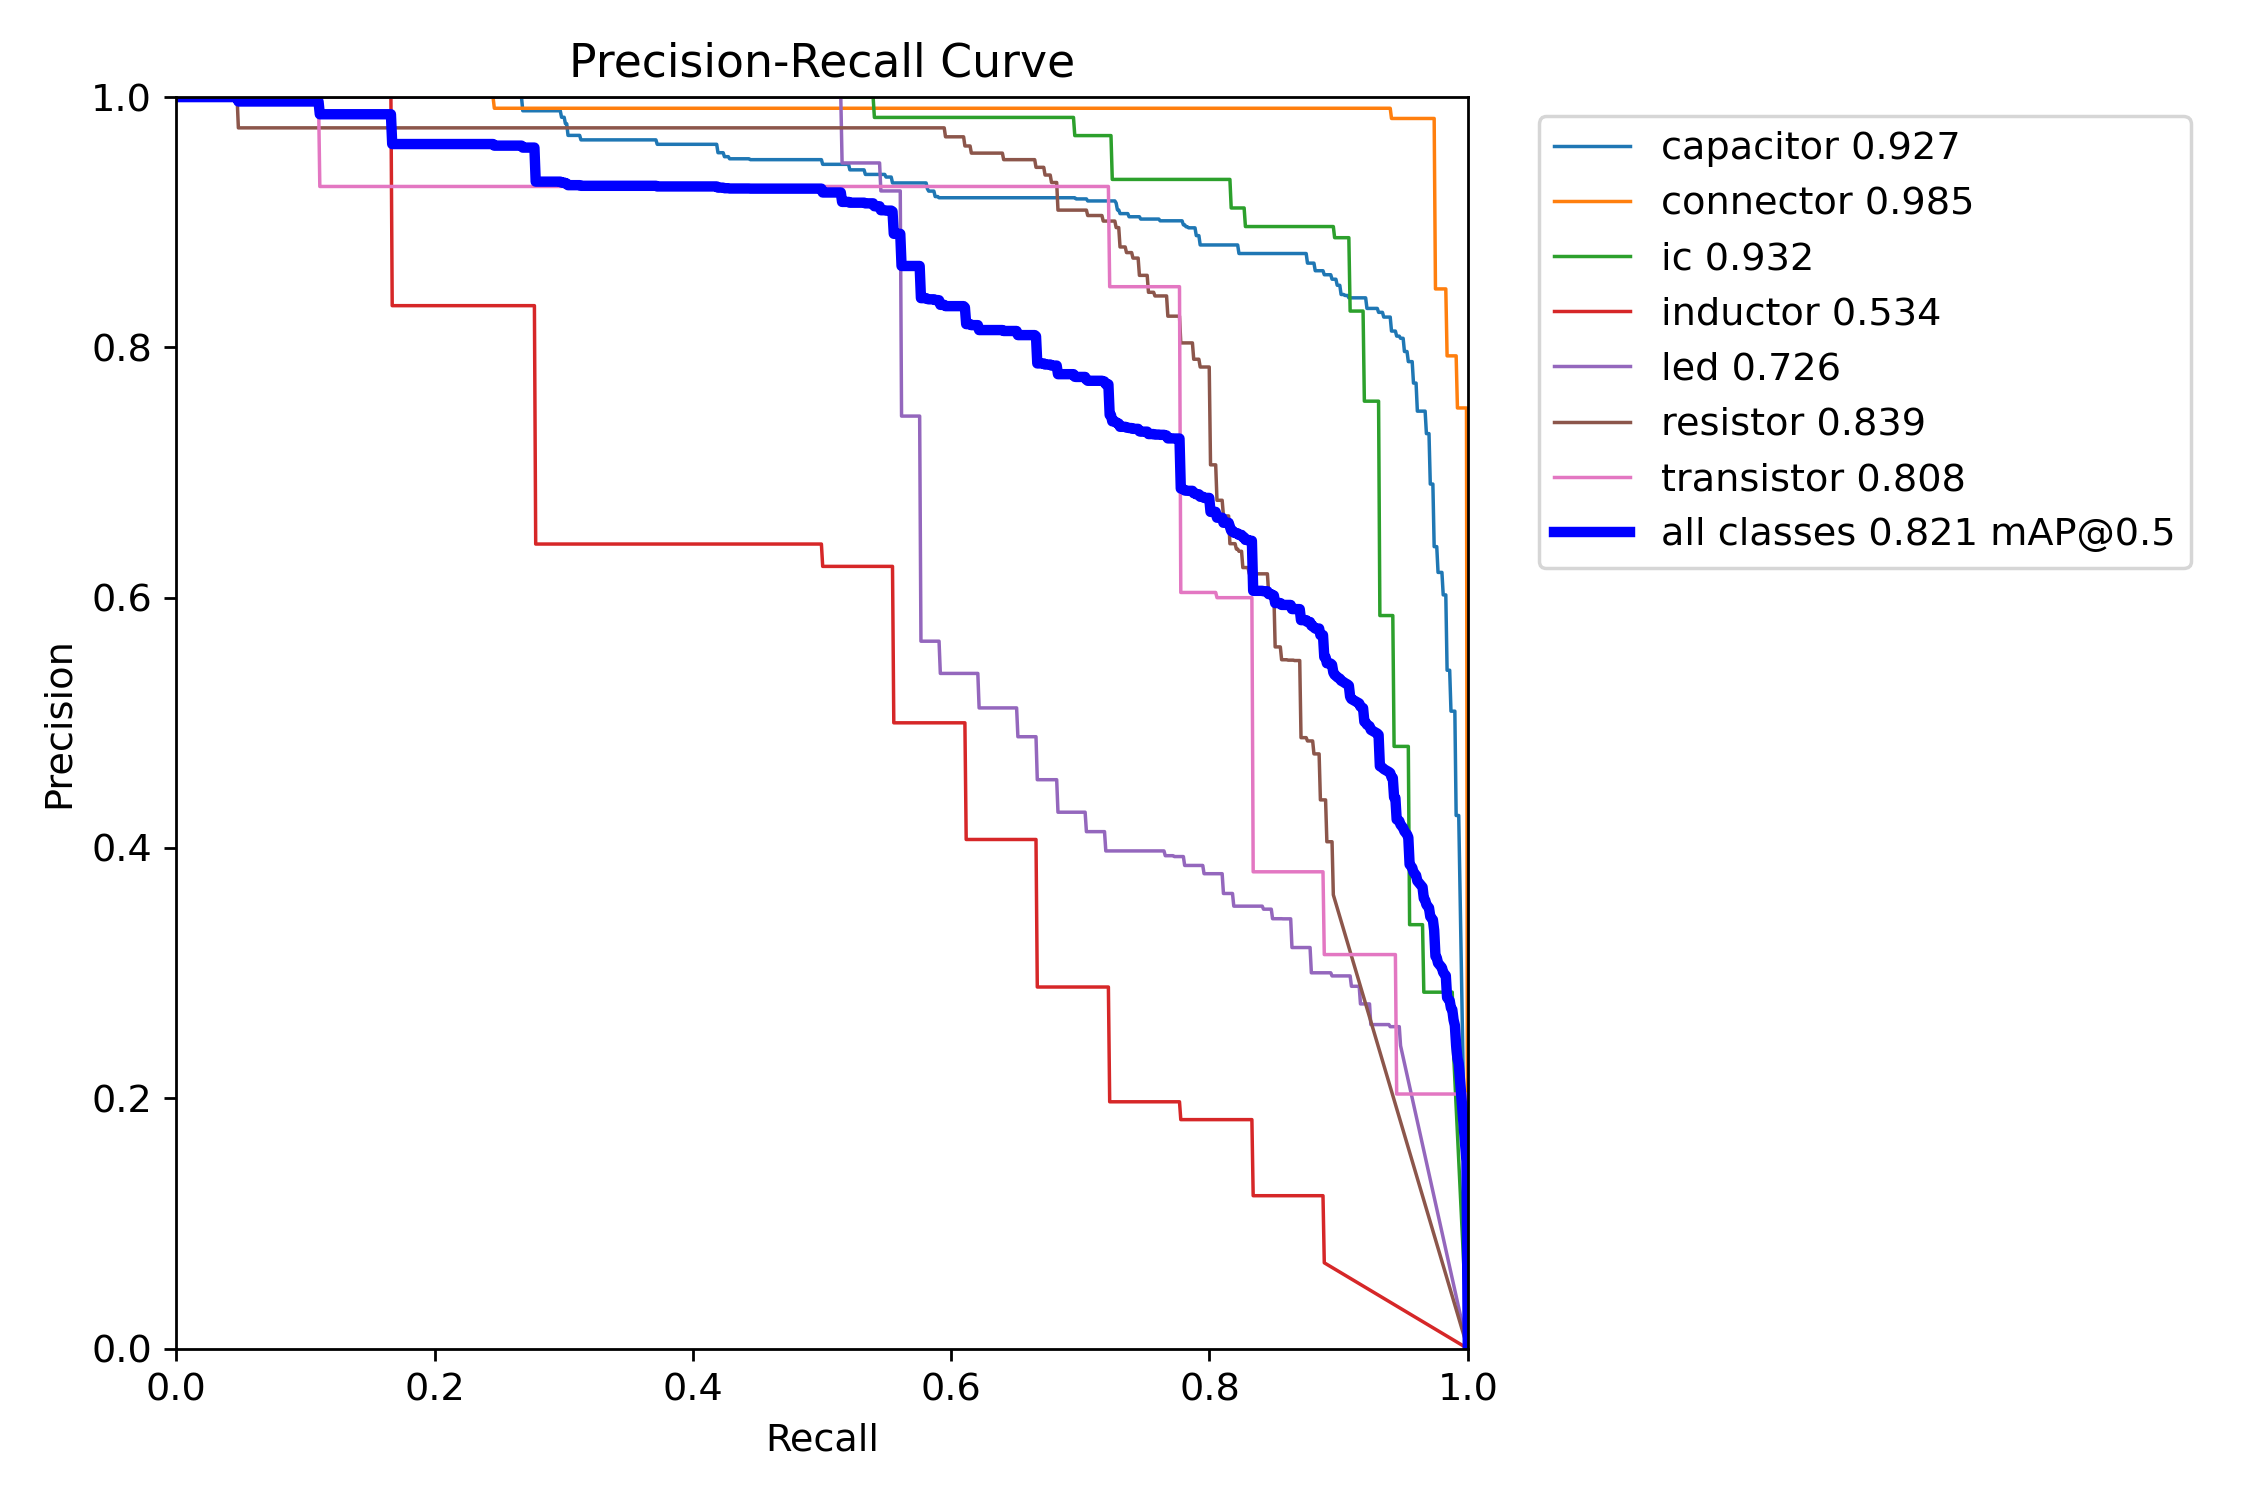 Precision-Recall Curve
1.0
0.8
0.6
0.4
0.2
0.0
Precision
0.0 0.2 0.4 0.6 0.8 1.0
Recall
capacitor 0.927
connector 0.985
ic 0.932
inductor 0.534
led 0.726
resistor 0.839
transistor 0.808
all classes 0.821 mAP@0.5